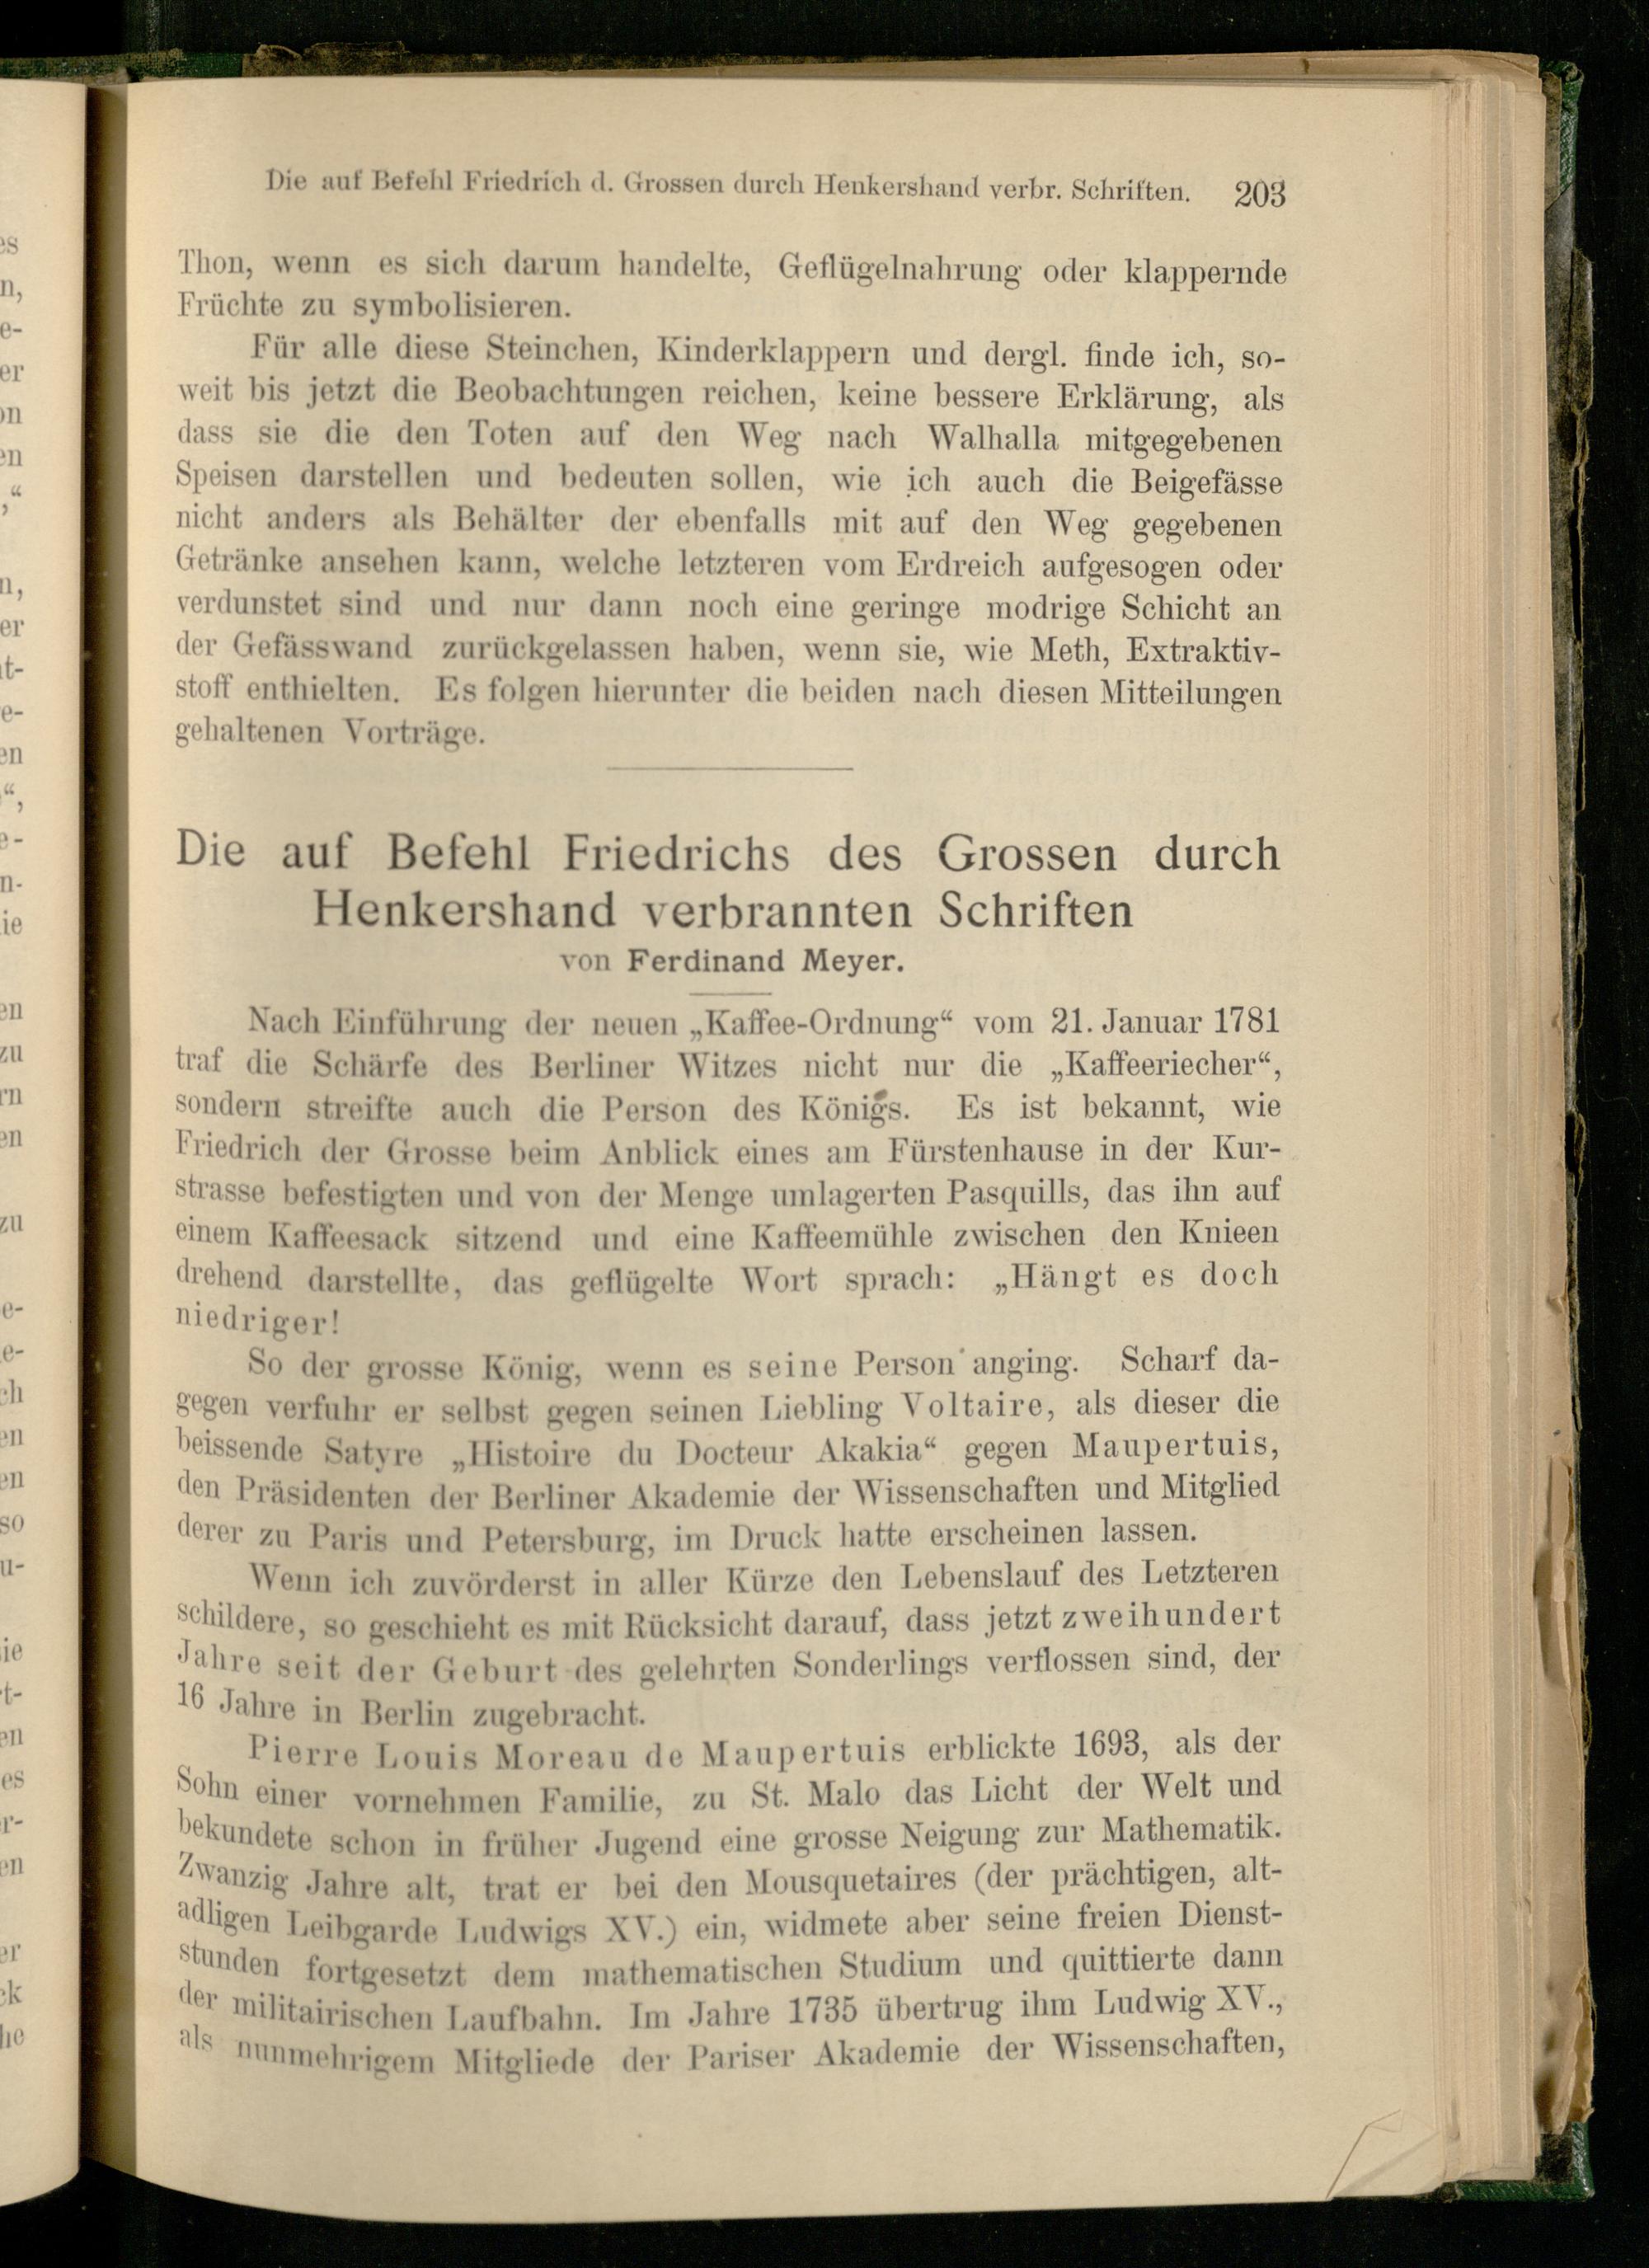 Die auf Befehl Friedrich d. Grossen durch Henkershand verbr. Schriften. 203
Thon, wenn es sich darum handelte, Geflügelnahrung oder klappernde
Früchte zu symbolisieren.
Für alle diese Steinchen, Kinderklappern und dergl. finde ich, so-
weit bis jetzt die Beobachtungen reichen, keine bessere Erklärung, als
dass sie die den Toten auf den Weg nach Walhalla mitgegebenen
Speisen darstellen und bedeuten sollen, wie ich auch die Beigefässe
nicht anders als Behälter der ebenfalls mit auf den Weg gegebenen
Getränke ansehen kann, welche letzteren vom Erdreich aufgesogen oder
verdunstet sind und nur dann noch eine geringe modrige Schicht an
der Gefässwand zurückgelassen haben, wenn sie, wie Meth, Extraktiv-
stoff enthielten. Es folgen hierunter die beiden nach diesen Mitteilungen
gehaltenen Vorträge.
Die auf Befehl Friedrichs des Grossen durch
Henkershand verbrannten Schriften
von Ferdinand Meyer.
Nach Einführung der neuen „Kaffee-Ordnung“ vom 21. Januar 1781
traf die Schärfe des Berliner Witzes nicht nur die „Kaffeeriecher“,
sondern streifte auch die Person des Königs. Es ist bekannt, wie
Friedrich der Grosse beim Anblick eines am Fürstenhause in der Kur-
strasse befestigten und von der Menge umlagerten Pasquills, das ihn auf
einem Kaffeesack sitzend und eine Kaffeemühle zwischen den Knieen
drehend darstellte, das geflügelte Wort sprach: „Hängt es doch
niedriger!
So der grosse König, wenn es seine Person anging. Scharf da-
gegen verfuhr er selbst gegen seinen Liebling Voltaire, als dieser die
beissende Satyre „Histoire du Docteur Akakia“ gegen Maupertuis,
den Präsidenten der Berliner Akademie der Wissenschaften und Mitglied
derer zu Paris und Petersburg, im Druck hatte erscheinen lassen.
Wenn ich zuvörderst in aller Kürze den Lebenslauf des Letzteren
schildere, so geschieht es mit Rücksicht darauf, dass jetzt zweihundert
Jahre seit der Geburt des gelehrten Sonderlings verflossen sind, der
16 Jahre in Berlin zugebracht.
Pierre Louis Moreau de Maupertuis erblickte 1693, als der
Sohn einer vornehmen Familie, zu St. Malo das Licht der Welt und
bekundete schon in früher Jugend eine grosse Neigung zur Mathematik.
Zwanzig Jahre alt, trat er bei den Mousquetaires (der prächtigen, alt-
adligen Leibgarde Ludwigs XV.) ein, widmete aber seine freien Dienst-
stunden fortgesetzt dem mathematischen Studium und quittierte dann
der militairischen Laufbahn. Im Jahre 1735 übertrug ihm Ludwig XV.,
als nunmehrigem Mitgliede der Pariser Akademie der Wissenschaften,